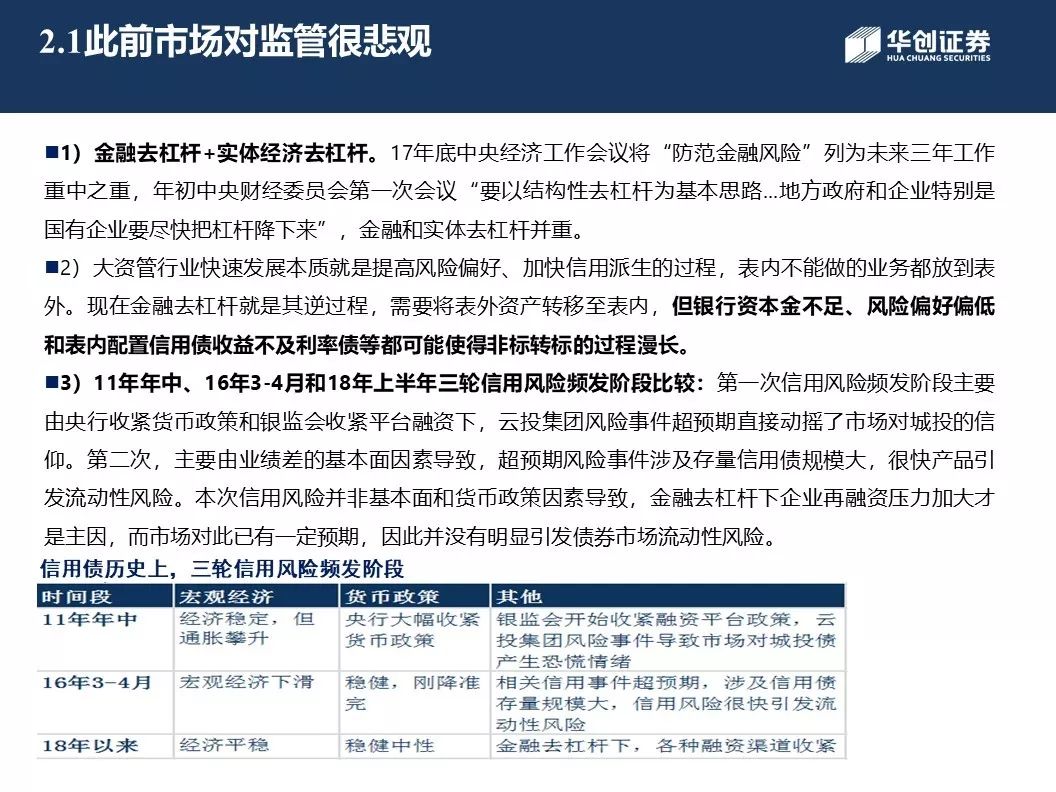 2.1此前市场对监管很悲观
华创证券
HUA CHUANG SECURITIES
■1）金融去杠杆+实体经济去杠杆。17年底中央经济工作会议将“防范金融风险”列为未来三年工作
重中之重，年初中央财经委员会第一次会议“要以结构性去杠杆为基本思路...地方政府和企业特别是
国有企业要尽快把杠杆降下来”，金融和实体去杠杆并重。
■2）大资管行业快速发展本质就是提高风险偏好、加快信用派生的过程，表内不能做的业务都放到表
外。现在金融去杠杆就是其逆过程，需要将表外资产转移至表内，但银行资本金不足、风险偏好偏低
和表内配置信用债收益不及利率债等都可能使得非标转标的过程漫长。
■3）11年年中、16年3-4月和18年上半年三轮信用风险频发阶段比较：第一次信用风险频发阶段主要
由央行收紧货币政策和银监会收紧平台融资下，云投集团风险事件超预期直接动摇了市场对城投的信
仰。第二次，主要由业绩差的基本面因素导致，超预期风险事件涉及存量信用债规模大，很快产品引
发流动性风险。本次信用风险并非基本面和货币政策因素导致，金融去杠杆下企业再融资压力加大才
是主因，而市场对此已有一定预期，因此并没有明显引发债券市场流动性风险。
信用债历史上，三轮信用风险频发阶段
时间段 宏观经济 货币政策 其他
11年年中 经济稳定，但 央行大幅收紧 银监会开始收紧融资平台政策，云
通胀攀升 货币政策 投集团风险事件导致市场对城投债
产生恐慌情绪
16年3-4月 宏观经济下滑 稳健，刚降准 相关信用事件超预期，涉及信用债
完 存量规模大，信用风险很快引发流
动性风险
18年以来 经济平稳 稳健中性 金融去杠杆下，各种融资渠道收紧